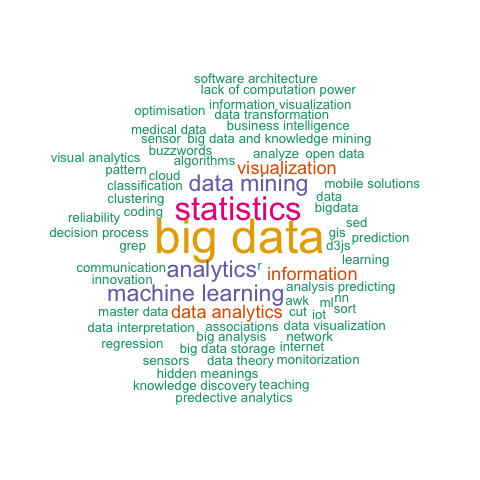 software architecture
lack of computation power
information visualization
optimisation
data transformation
medical data
business intelligence
sensor big data and knowledge mining
buzzwords
visual analytics
algorithms
analyze open data
pattern
cloud
visualization
classification
data mining
mobile solutions
clustering
data
coding
statistics
bigdata
reliability
sed
decision process
big data
gis
prediction
grep
d3js
communication
analytics
r
learning
innovation
information
machine learning
analysis predicting
awk
ml
nn
master data
data analytics
cut
iot
sort
data interpretation
associations
data visualization
regression
big analysis
network
big data storage
internet
sensors
data theory
monitorization
hidden meanings
knowledge discovery
teaching
predective analytics